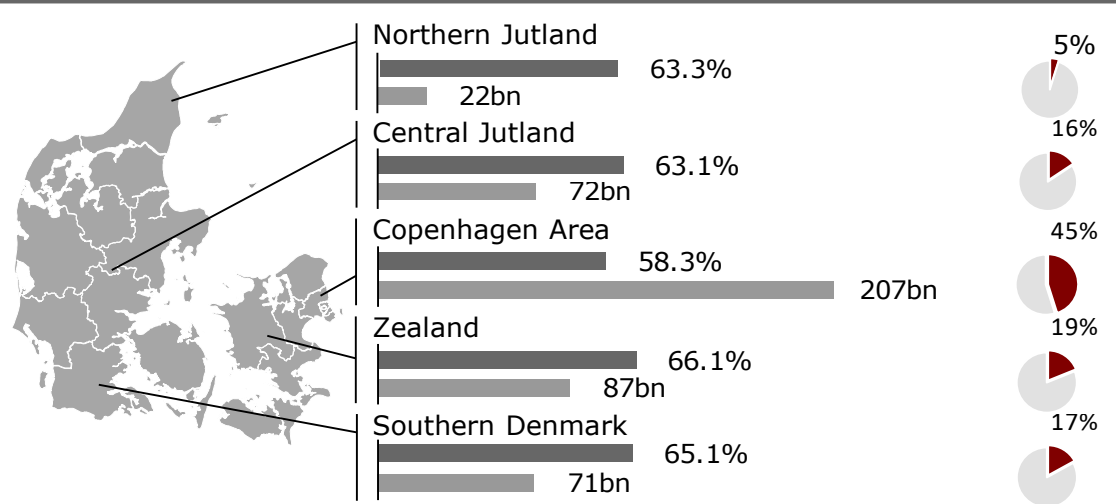 Northern Jutland
5%
63.3%
22bn
Central Jutland
16%
63.1%
72bn
Copenhagen Area
45%
58.3%
207bn
Zealand
19%
66.1%
87bn
Southern Denmark
17%
65.1%
71bn